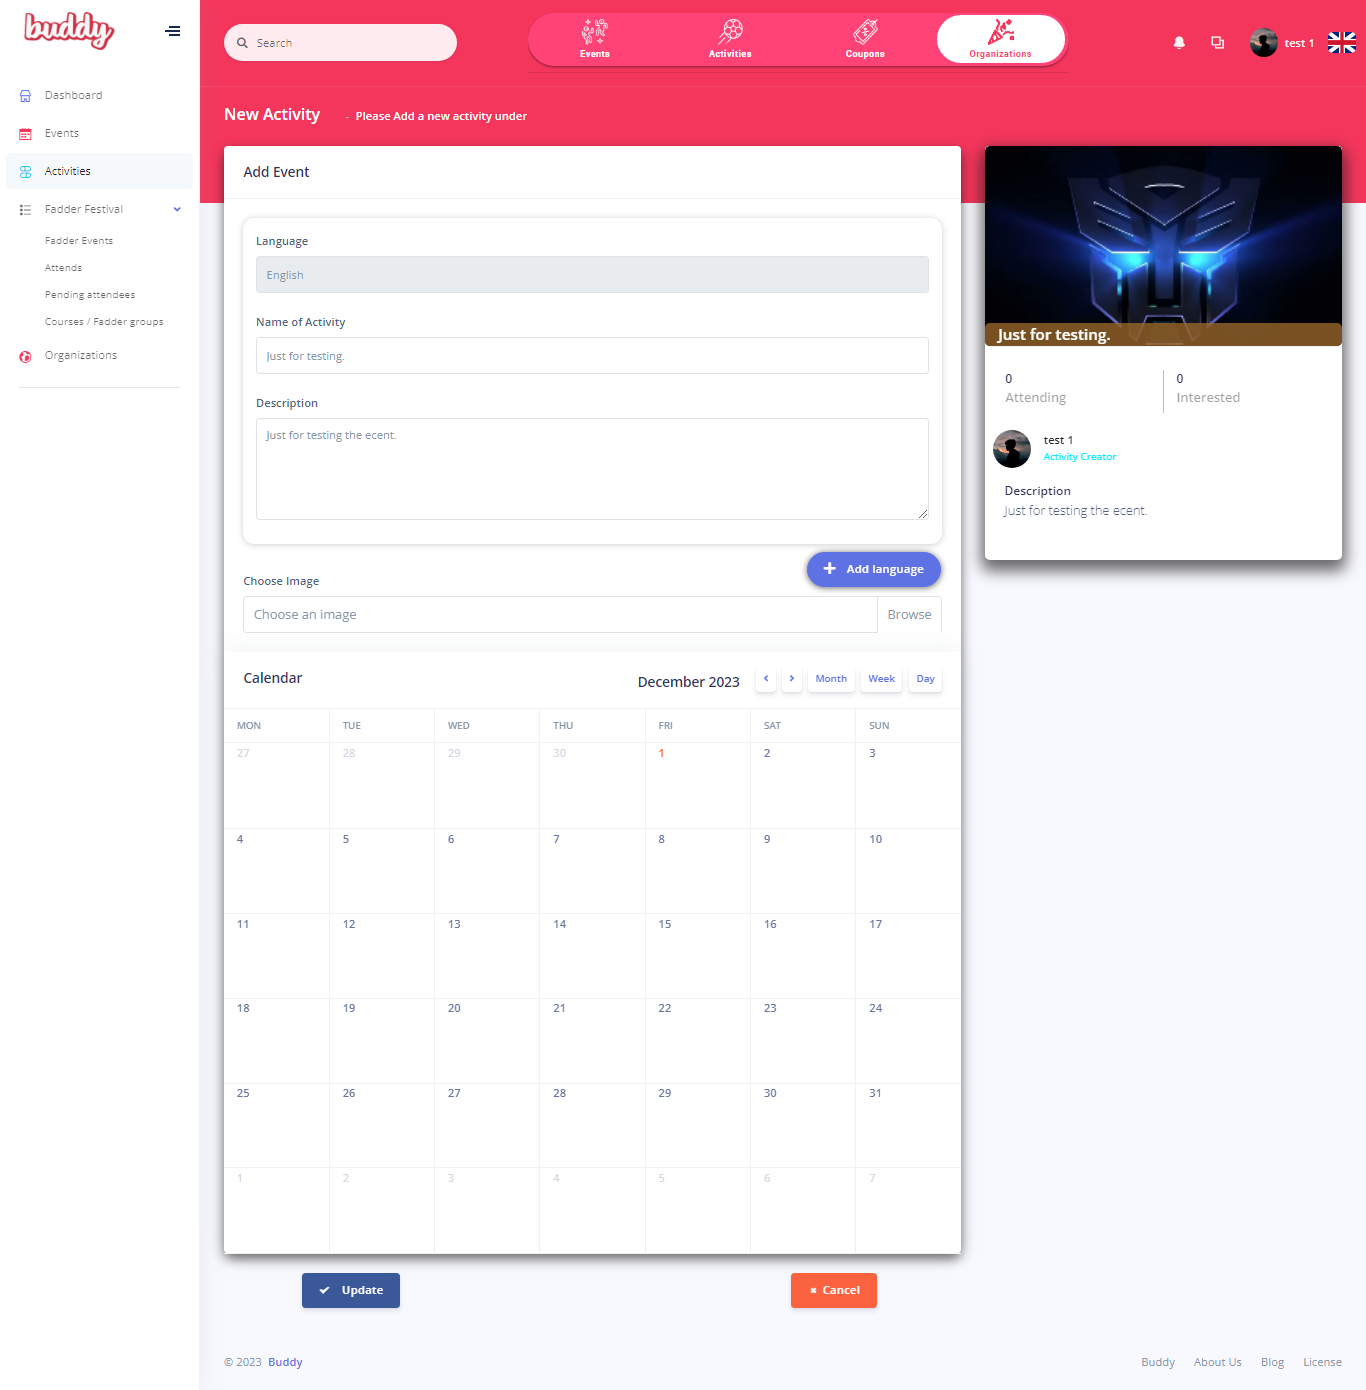 buddy
Search
Events
Activities
Coupons
Organizations
test 1
Dashboard
Events
Activities
Fadder Festival
Fadder Events
Attends
Pending attendees
Courses / Fadder groups
Organizations
New Activity - Please Add a new activity under
Add Event
Language
English
Name of Activity
Just for testing.
Description
Just for testing the ecent.
Add language
Choose Image
Choose an image Browse
Calendar December 2023 Month Week Day
MON TUE WED THU FRI SAT SUN
27 28 29 30 1 2 3
4 5 6 7 8 9 10
11 12 13 14 15 16 17
18 19 20 21 22 23 24
25 26 27 28 29 30 31
1 2 3 4 5 6 7
Update Cancel
Just for testing.
0 0
Attending Interested
test 1
Activity Creator
Description
Just for testing the ecent.
© 2023 Buddy Buddy About Us Blog License